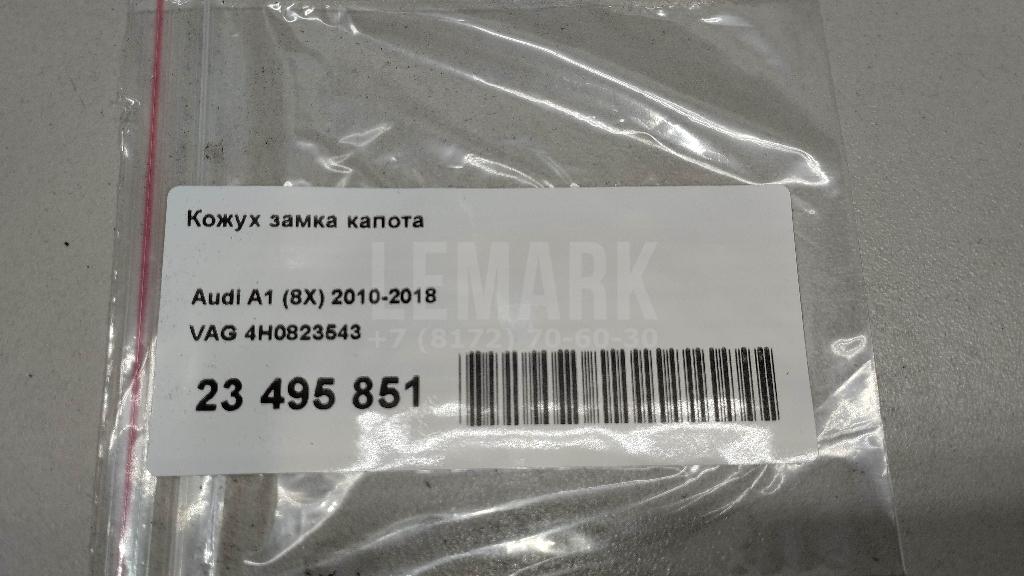 Кожух замка капота
LEMARK
Audi A1 (8X) 2010-2018
VAG 4H0823543
+7 (8172) 70-60-30
23 495 851